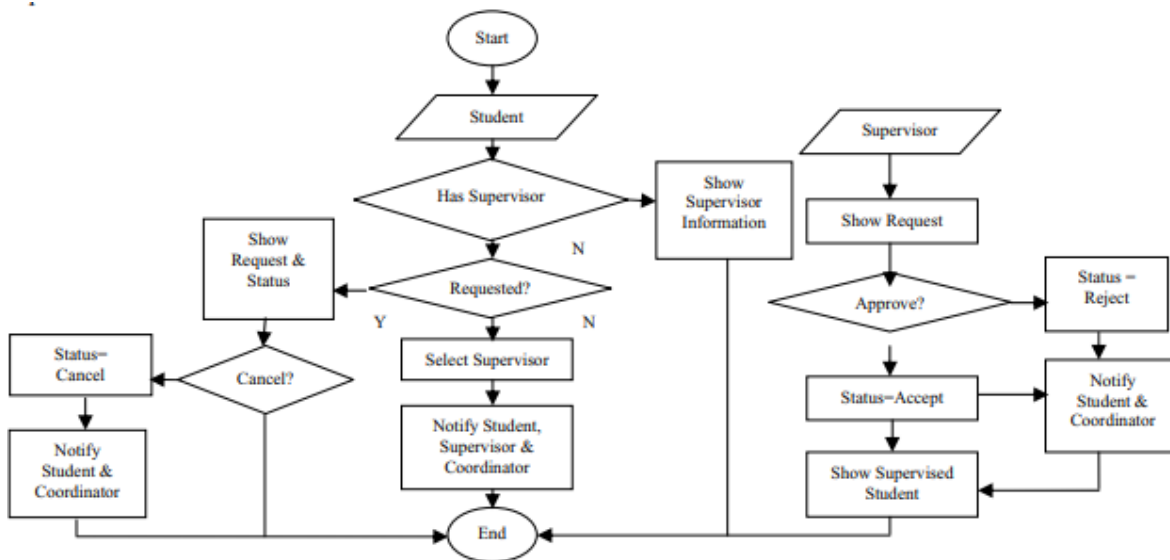 Start
Student
Has Supervisor
N
Show
Supervisor
Information
Requested?
Y
N
Show
Request &
Status
Cancel?
Status=
Cancel
Notify
Student &
Coordinator
Select Supervisor
Notify Student,
Supervisor &
Coordinator
End
Supervisor
Show Request
Approve?
Status =
Reject
Status=Accept
Notify
Student &
Coordinator
Show Supervised
Student